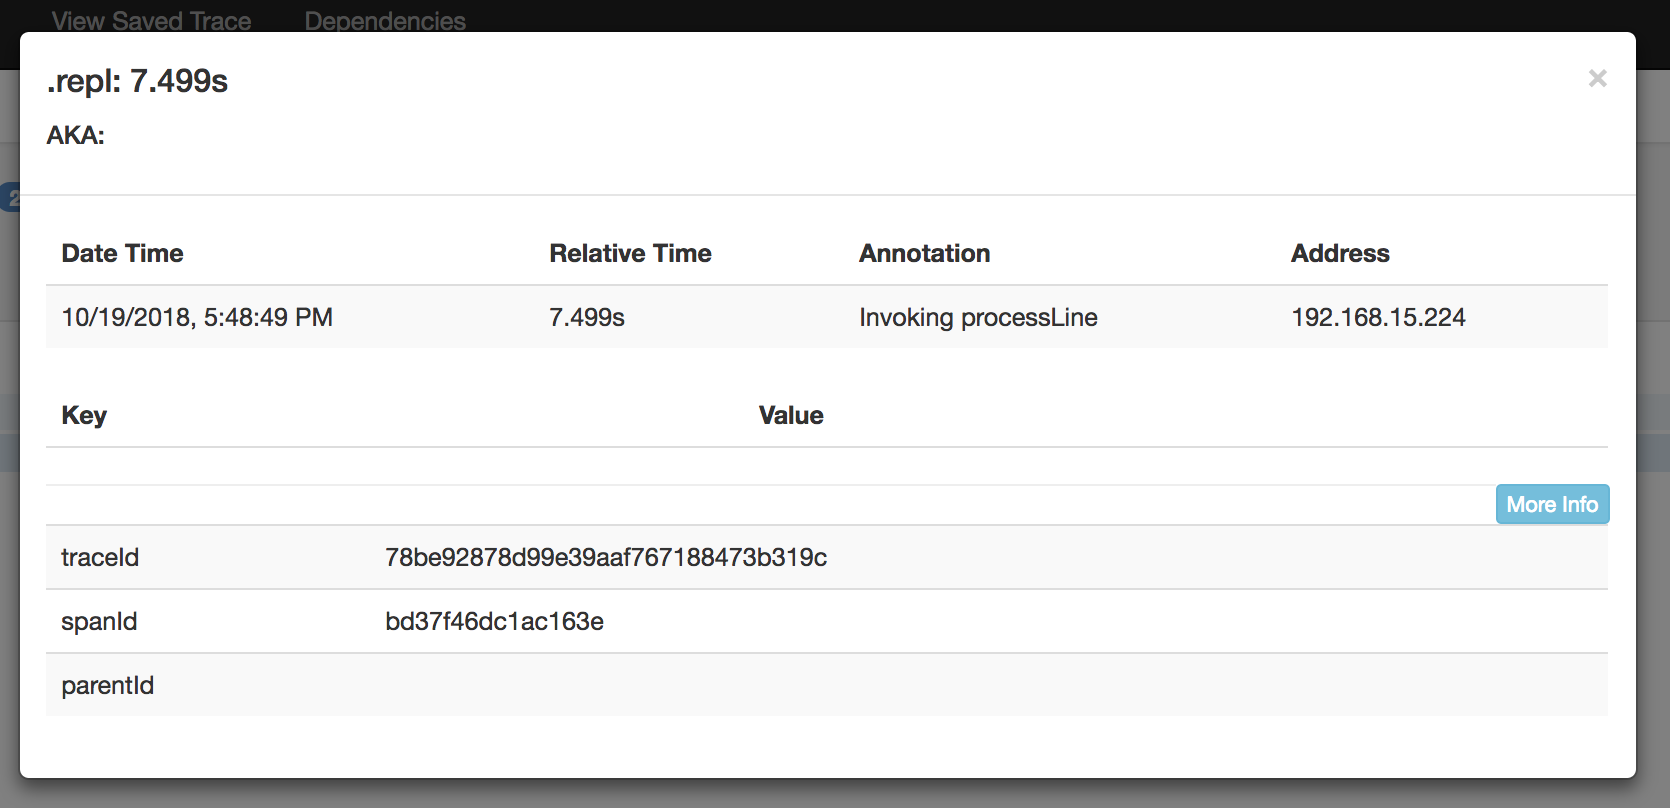 View Saved Trace Dependencies
.repl: 7.499s ×
AKA:
2
Date Time Relative Time Annotation Address
10/19/2018, 5:48:49 PM 7.499s Invoking processLine 192.168.15.224
Key Value
More Info
traceId 78be92878d99e39aaf767188473b319c
spanId bd37f46dc1ac163e
parentId